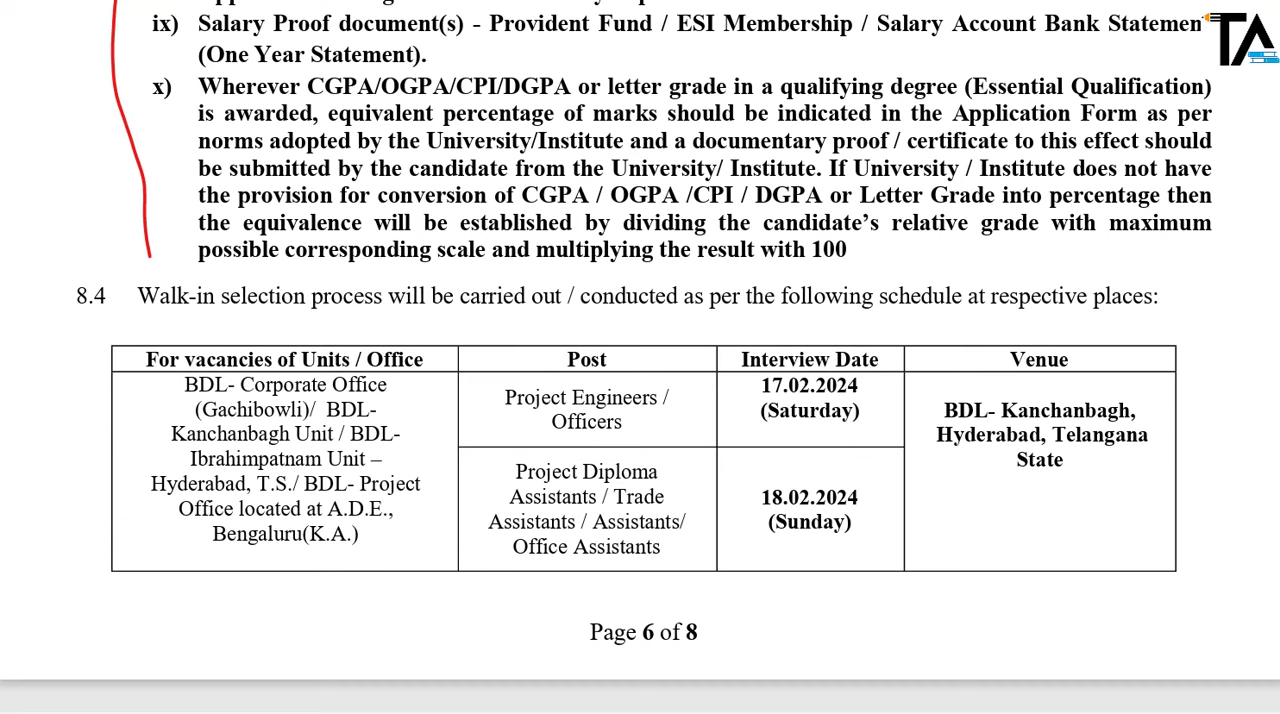 ix) Salary Proof document(s) - Provident Fund / ESI Membership / Salary Account Bank Statemen
(One Year Statement).
x) Wherever CGPA/OGPA/CPI/DGPA or letter grade in a qualifying degree (Essential Qualification)
is awarded, equivalent percentage of marks should be indicated in the Application Form as per
norms adopted by the University/Institute and a documentary proof / certificate to this effect should
be submitted by the candidate from the University/ Institute. If University / Institute does not have
the provision for conversion of CGPA / OGPA /CPI / DGPA or Letter Grade into percentage then
the equivalence will be established by dividing the candidate's relative grade with maximum
possible corresponding scale and multiplying the result with 100
8.4 Walk-in selection process will be carried out / conducted as per the following schedule at respective places:
For vacancies of Units / Office Post Interview Date Venue
BDL- Corporate Office
(Gachibowli)/ BDL-
Kanchanbagh Unit / BDL-
Ibrahimpatnam Unit –
Hyderabad, T.S./ BDL- Project
Office located at A.D.E.,
Bengaluru(K.A.)
Project Engineers /
Officers
17.02.2024
(Saturday)
BDL- Kanchanbagh,
Hyderabad, Telangana
State
Project Diploma
Assistants / Trade
Assistants / Assistants/
Office Assistants
18.02.2024
(Sunday)
Page 6 of 8
TA